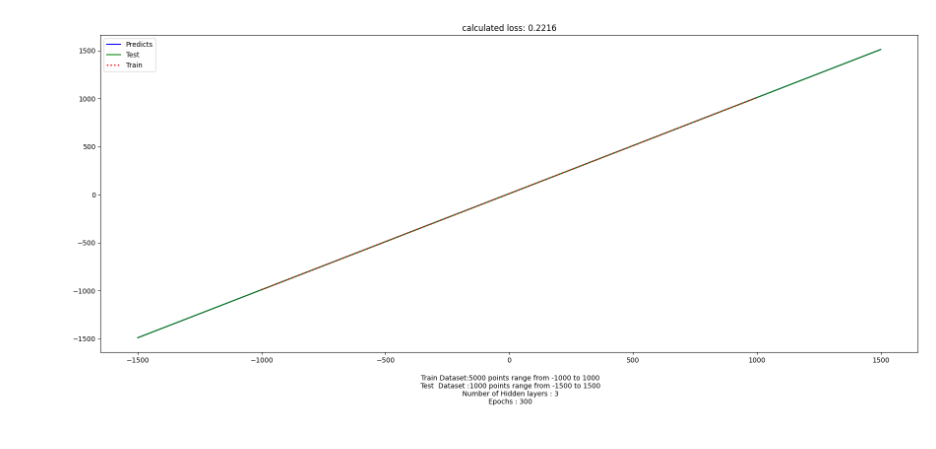 calculated loss: 0.2216
Predicts
Test
Train
1500
1000
500
0
−500
−1000
−1500
−1500
−1000
−500
0
500
1000
1500
Train Dataset:5000 points range from -1000 to 1000
Test  Dataset :1000 points range from -1500 to 1500
Number of Hidden layers : 3
Epochs : 300